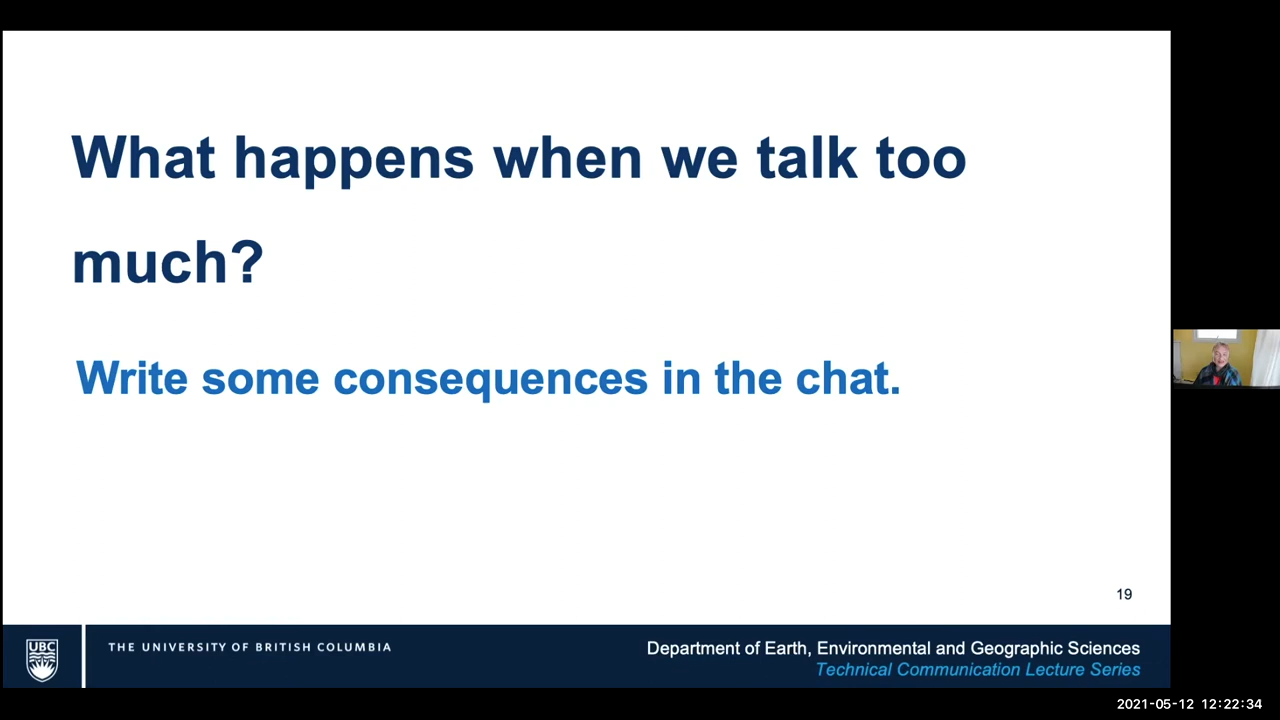 What happens when we talk too
much?
Write some consequences in the chat.
19
UBC
THE UNIVERSITY OF BRITISH COLUMBIA
Department of Earth, Environmental and Geographic Sciences
Technical Communication Lecture Series
2021-05-12 12:22:34